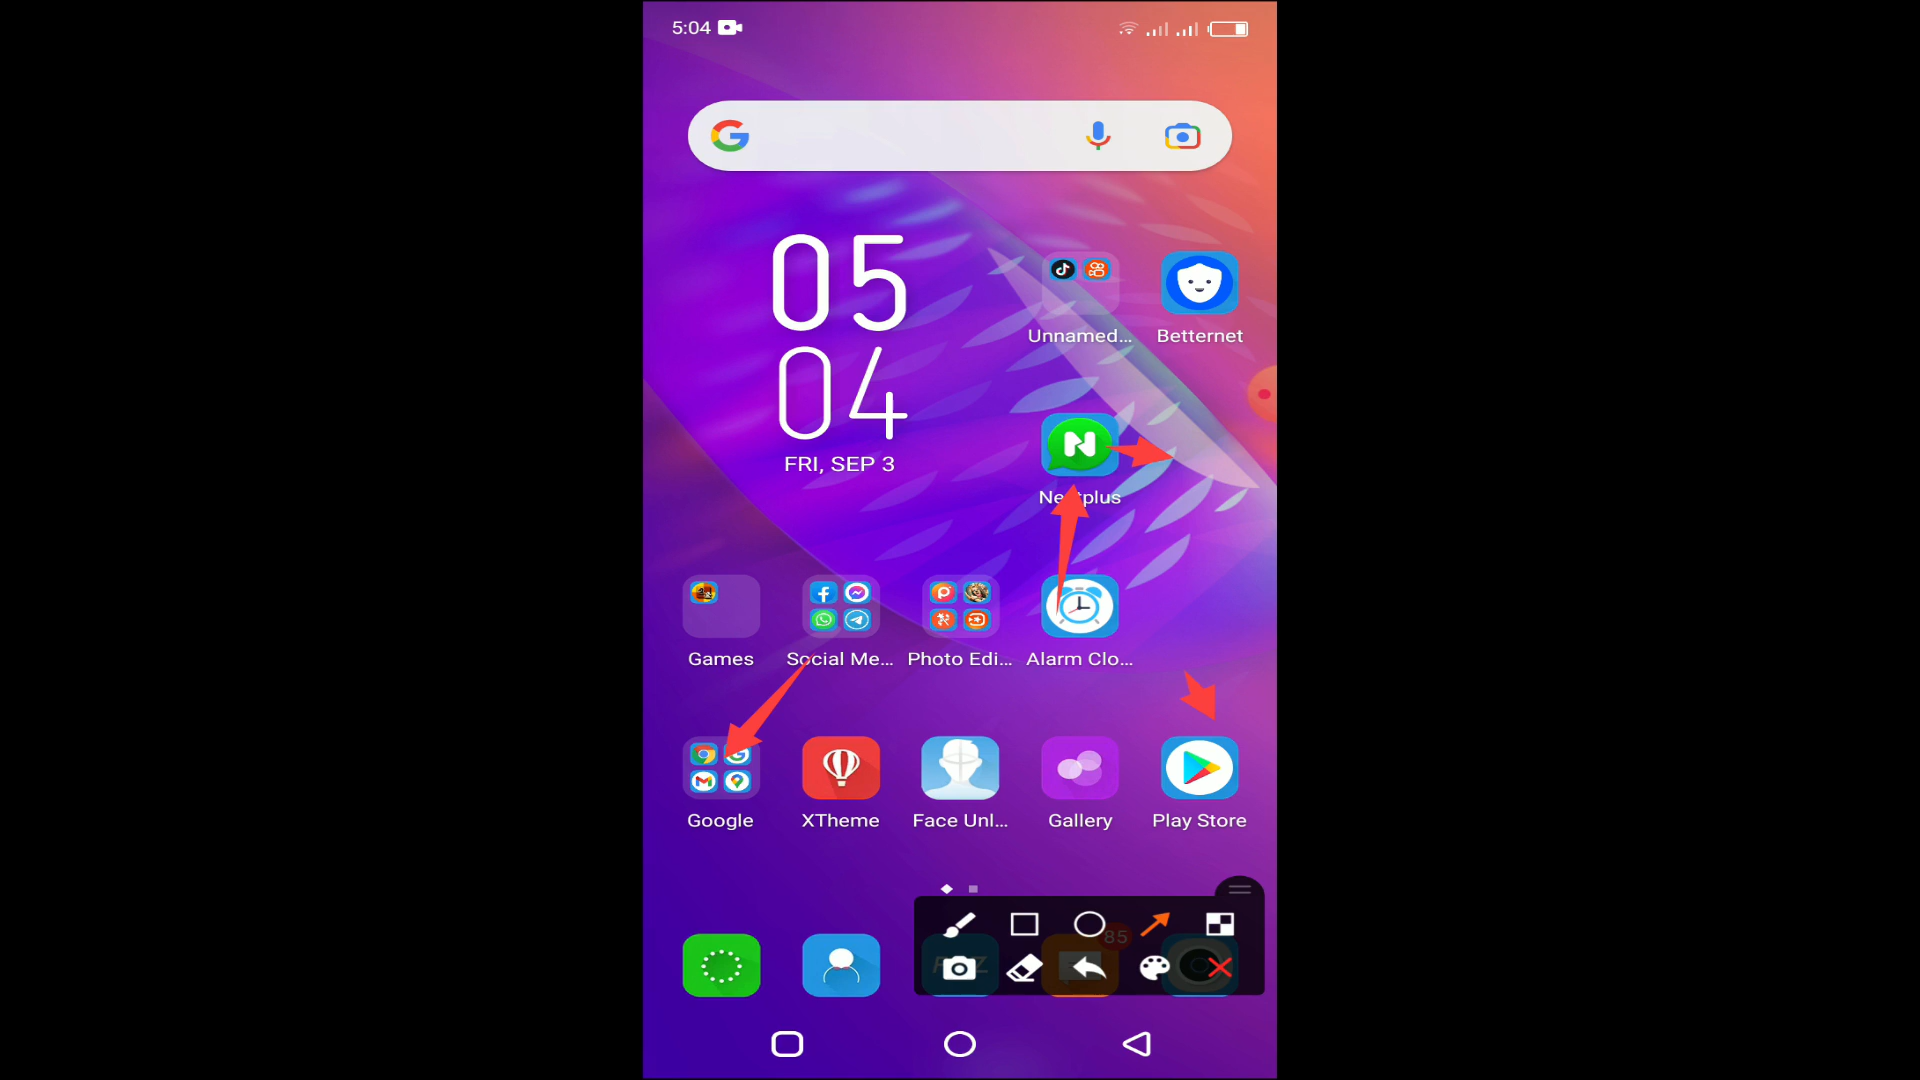 5:04
05
04
FRI, SEP 3
Unnamed...
Betternet
Games
Social Me...
Photo Edi...
Alarm Clo...
Google
XTheme
Face Unl...
Gallery
Play Store
85